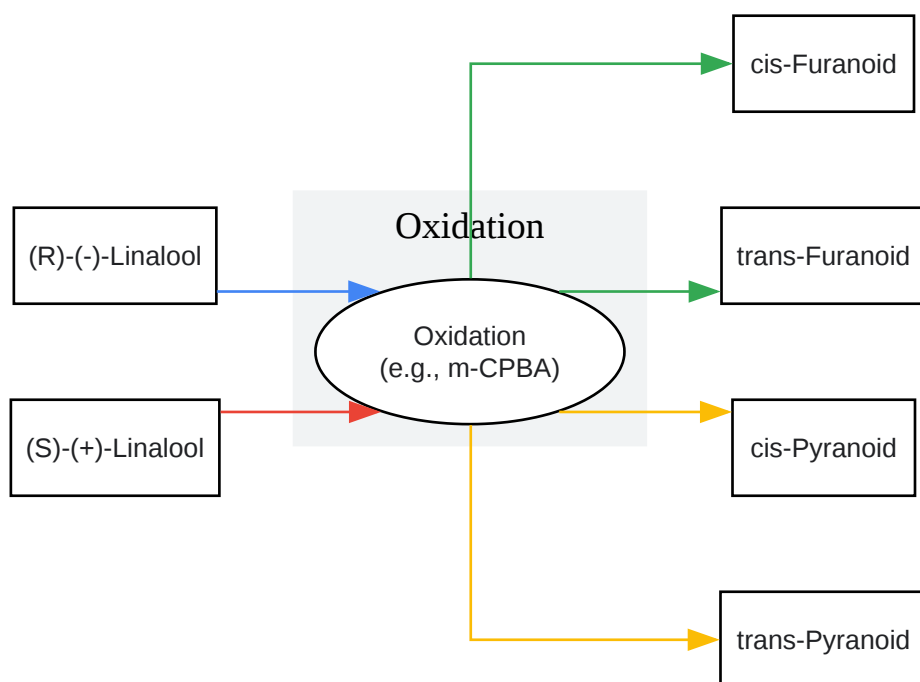 cis-Furanoid
Oxidation
(R)-(-)-Linalool
trans-Furanoid
Oxidation
(e.g., m-CPBA)
(S)-(+)-Linalool
cis-Pyranoid
trans-Pyranoid